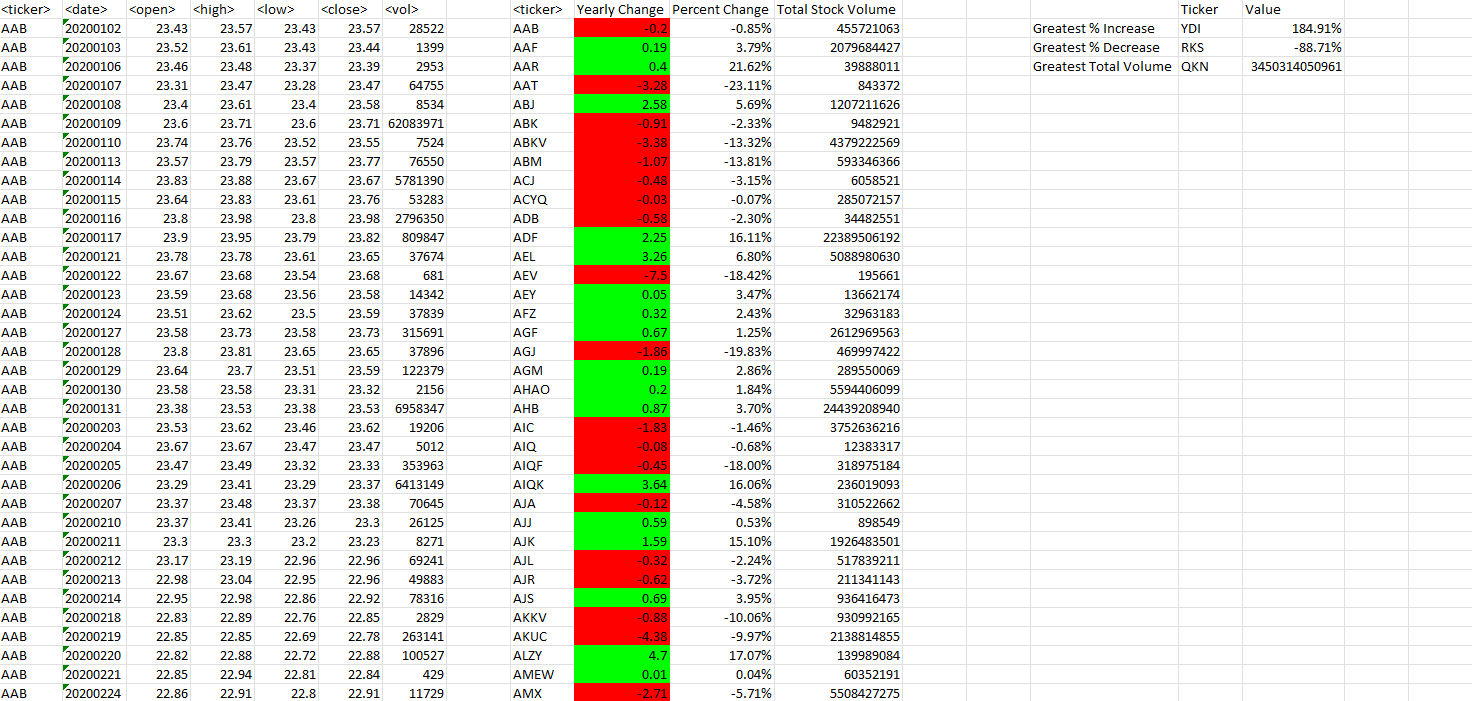 <ticker> <date> <open> <high> <low> <close> <vol> <ticker> Yearly Change Percent Change Total Stock Volume Ticker Value
AAB 20200102 23.43 23.57 23.43 23.57 28522 AAB -0.2 -0.85% 455721063 Greatest % Increase YDI 184.91%
AAB 20200103 23.52 23.61 23.43 23.44 1399 AAF 0.19 3.79% 2079684427 Greatest % Decrease RKS -88.71%
AAB 20200106 23.46 23.48 23.37 23.39 2953 AAR 0.4 21.62% 39888011 Greatest Total Volume QKN 3450314050961
AAB 20200107 23.31 23.47 23.28 23.47 64755 AAT -3.28 -23.11% 843372
AAB 20200108 23.4 23.61 23.4 23.58 8534 ABJ 2.58 5.69% 1207211626
AAB 20200109 23.6 23.71 23.6 23.71 62083971 ABK -0.91 -2.33% 9482921
AAB 20200110 23.74 23.76 23.52 23.55 7524 ABKV -3.38 -13.32% 4379222569
AAB 20200113 23.57 23.79 23.57 23.77 76550 ABM -1.07 -13.81% 593346366
AAB 20200114 23.83 23.88 23.67 23.67 5781390 ACJ -0.48 -3.15% 6058521
AAB 20200115 23.64 23.83 23.61 23.76 53283 ACYQ -0.03 -0.07% 285072157
AAB 20200116 23.8 23.98 23.8 23.98 2796350 ADB -0.58 -2.30% 34482551
AAB 20200117 23.9 23.95 23.79 23.82 809847 ADF 2.25 16.11% 22389506192
AAB 20200121 23.78 23.78 23.61 23.65 37674 AEL 3.26 6.80% 5088980630
AAB 20200122 23.67 23.68 23.54 23.68 681 AEV -7.5 -18.42% 195661
AAB 20200123 23.59 23.68 23.56 23.58 14342 AEY 0.05 3.47% 13662174
AAB 20200124 23.51 23.62 23.5 23.59 37839 AFZ 0.32 2.43% 32963183
AAB 20200127 23.58 23.73 23.58 23.73 315691 AGF 0.67 1.25% 2612969563
AAB 20200128 23.8 23.81 23.65 23.65 37896 AGJ -1.86 -19.83% 469997422
AAB 20200129 23.64 23.7 23.51 23.59 122379 AGM 0.19 2.86% 289550069
AAB 20200130 23.58 23.58 23.31 23.32 2156 AHAO 0.2 1.84% 5594406099
AAB 20200131 23.38 23.53 23.38 23.53 6958347 AHB 0.87 3.70% 24439208940
AAB 20200203 23.53 23.62 23.46 23.62 19206 AIC -1.83 -1.46% 3752636216
AAB 20200204 23.67 23.67 23.47 23.47 5012 AIQ -0.08 -0.68% 12383317
AAB 20200205 23.47 23.49 23.32 23.33 353963 AIQF -0.45 -18.00% 318975184
AAB 20200206 23.29 23.41 23.29 23.37 6413149 AIQK 3.64 16.06% 236019093
AAB 20200207 23.37 23.48 23.37 23.38 70645 AJA -0.12 -4.58% 310522662
AAB 20200210 23.37 23.41 23.26 23.3 26125 AJJ 0.59 0.53% 898549
AAB 20200211 23.3 23.3 23.2 23.23 8271 AJK 1.59 15.10% 1926483501
AAB 20200212 23.17 23.19 22.96 22.96 69241 AJL -0.32 -2.24% 517839211
AAB 20200213 22.98 23.04 22.95 22.96 49883 AJR -0.62 -3.72% 211341143
AAB 20200214 22.95 22.98 22.86 22.92 78316 AJS 0.69 3.95% 936416473
AAB 20200218 22.83 22.89 22.76 22.85 2829 AKKV -0.88 -10.06% 930992165
AAB 20200219 22.85 22.85 22.69 22.78 263141 AKUC -4.38 -9.97% 2138814855
AAB 20200220 22.82 22.88 22.72 22.88 100527 ALZY 4.7 17.07% 139989084
AAB 20200221 22.85 22.94 22.81 22.84 429 AMEW 0.01 0.04% 60352191
AAB 20200224 22.86 22.91 22.8 22.91 11729 AMX -2.71 -5.71% 5508427275